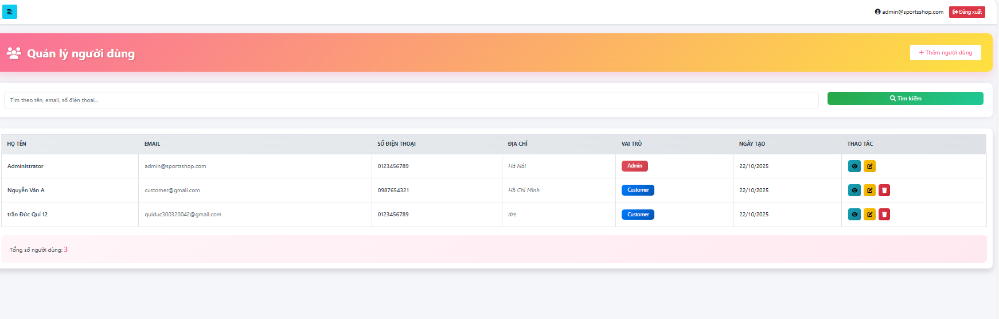 admin@sportsshop.com Đăng xuất
Quản lý người dùng
+ Thêm người dùng
Tìm theo tên, email, số điện thoại...
Tìm kiếm
HỌ TÊN EMAIL SỐ ĐIỆN THOẠI ĐỊA CHỈ VAI TRÒ NGÀY TẠO THAO TÁC
Administrator admin@sportsshop.com 0123456789 Hà Nội Admin 22/10/2025
Nguyễn Văn A customer@gmail.com 0987654321 Hồ Chí Minh Customer 22/10/2025
trần Đức Quí 12 quiduc300320042@gmail.com 0123456789 dre Customer 22/10/2025
Tổng số người dùng: 3